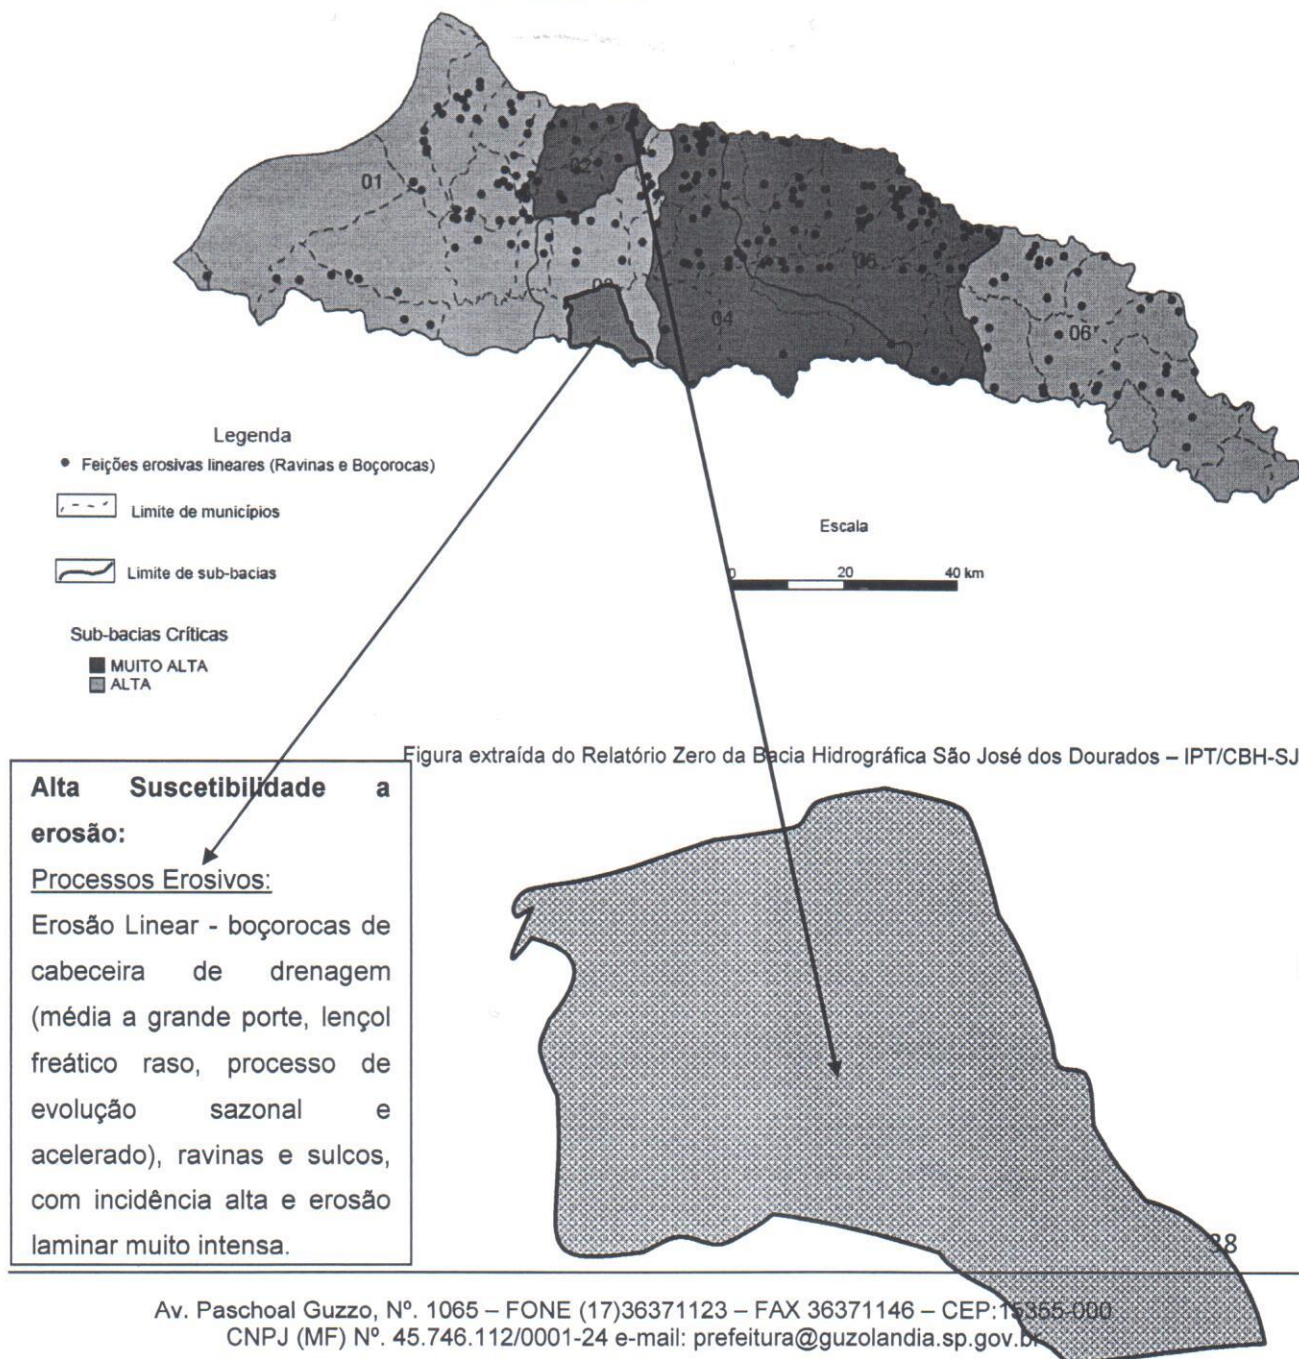 01
02
03
04
05
06
Legenda
Feições erosivas lineares (Ravinas e Boçorocas)
Limite de municípios
Limite de sub-bacias
Sub-bacias Críticas
MUITO ALTA
ALTA
Escala
0 20 40 km
Figura extraída do Relatório Zero da Bacia Hidrográfica São José dos Dourados – IPT/CBH-SJ
Alta Suscetibilidade a
erosão:
Processos Erosivos:
Erosão Linear - boçorocas de
cabeceira de drenagem
(média a grande porte, lençol
freático raso, processo de
evolução sazonal e
acelerado), ravinas e sulcos,
com incidência alta e erosão
laminar muito intensa.
38
Av. Paschoal Guzzo, Nº. 1065 – FONE (17)36371123 – FAX 36371146 – CEP:15355-000
CNPJ (MF) Nº. 45.746.112/0001-24 e-mail: prefeitura@guzolandia.sp.gov.br